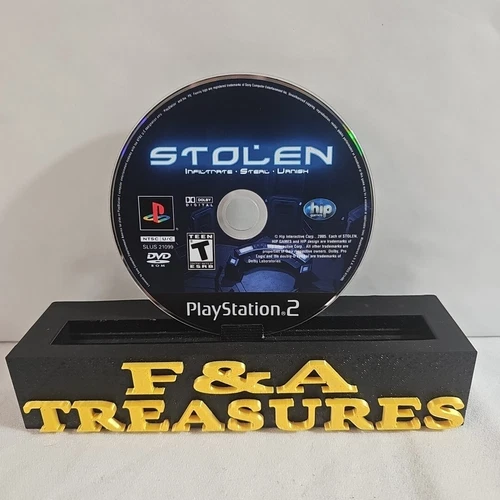 STOLEN
INFILTRATE · STEAL · VANISH
DOLBY
DIGITAL
hip
games
NTSC U/C
SLUS 21099
DVD
ROM
TEEN
T
ESRB
© Hip Interactive Corp., 2005. Each of STOLEN,
HIP GAMES and HIP design are trademarks of
Hip Interactive Corp. All other trademarks are
properties of their respective owners. Dolby, Pro
Logic and the double-D symbol are trademarks of
Dolby Laboratories.
PlayStation®2
F & A
TREASURES